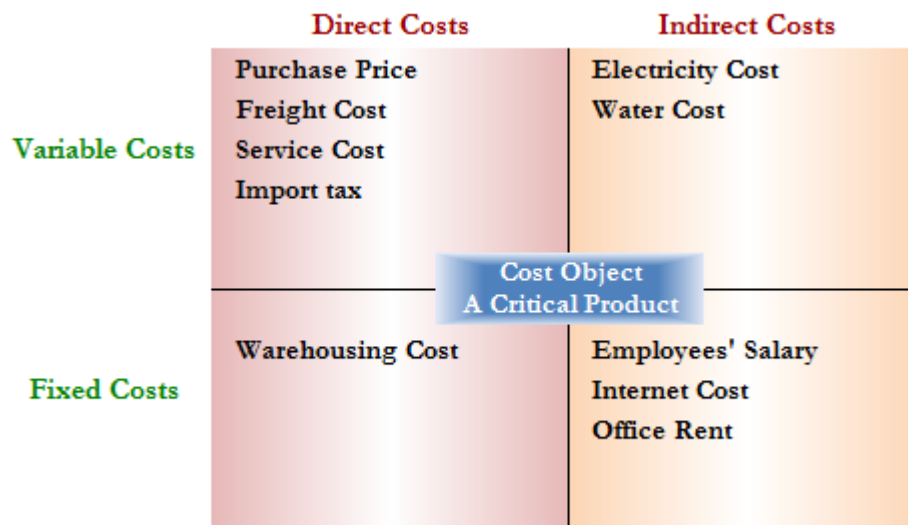 Direct Costs
Indirect Costs
Variable Costs
Purchase Price
Freight Cost
Service Cost
Import tax
Electricity Cost
Water Cost
Cost Object
A Critical Product
Fixed Costs
Warehousing Cost
Employees' Salary
Internet Cost
Office Rent